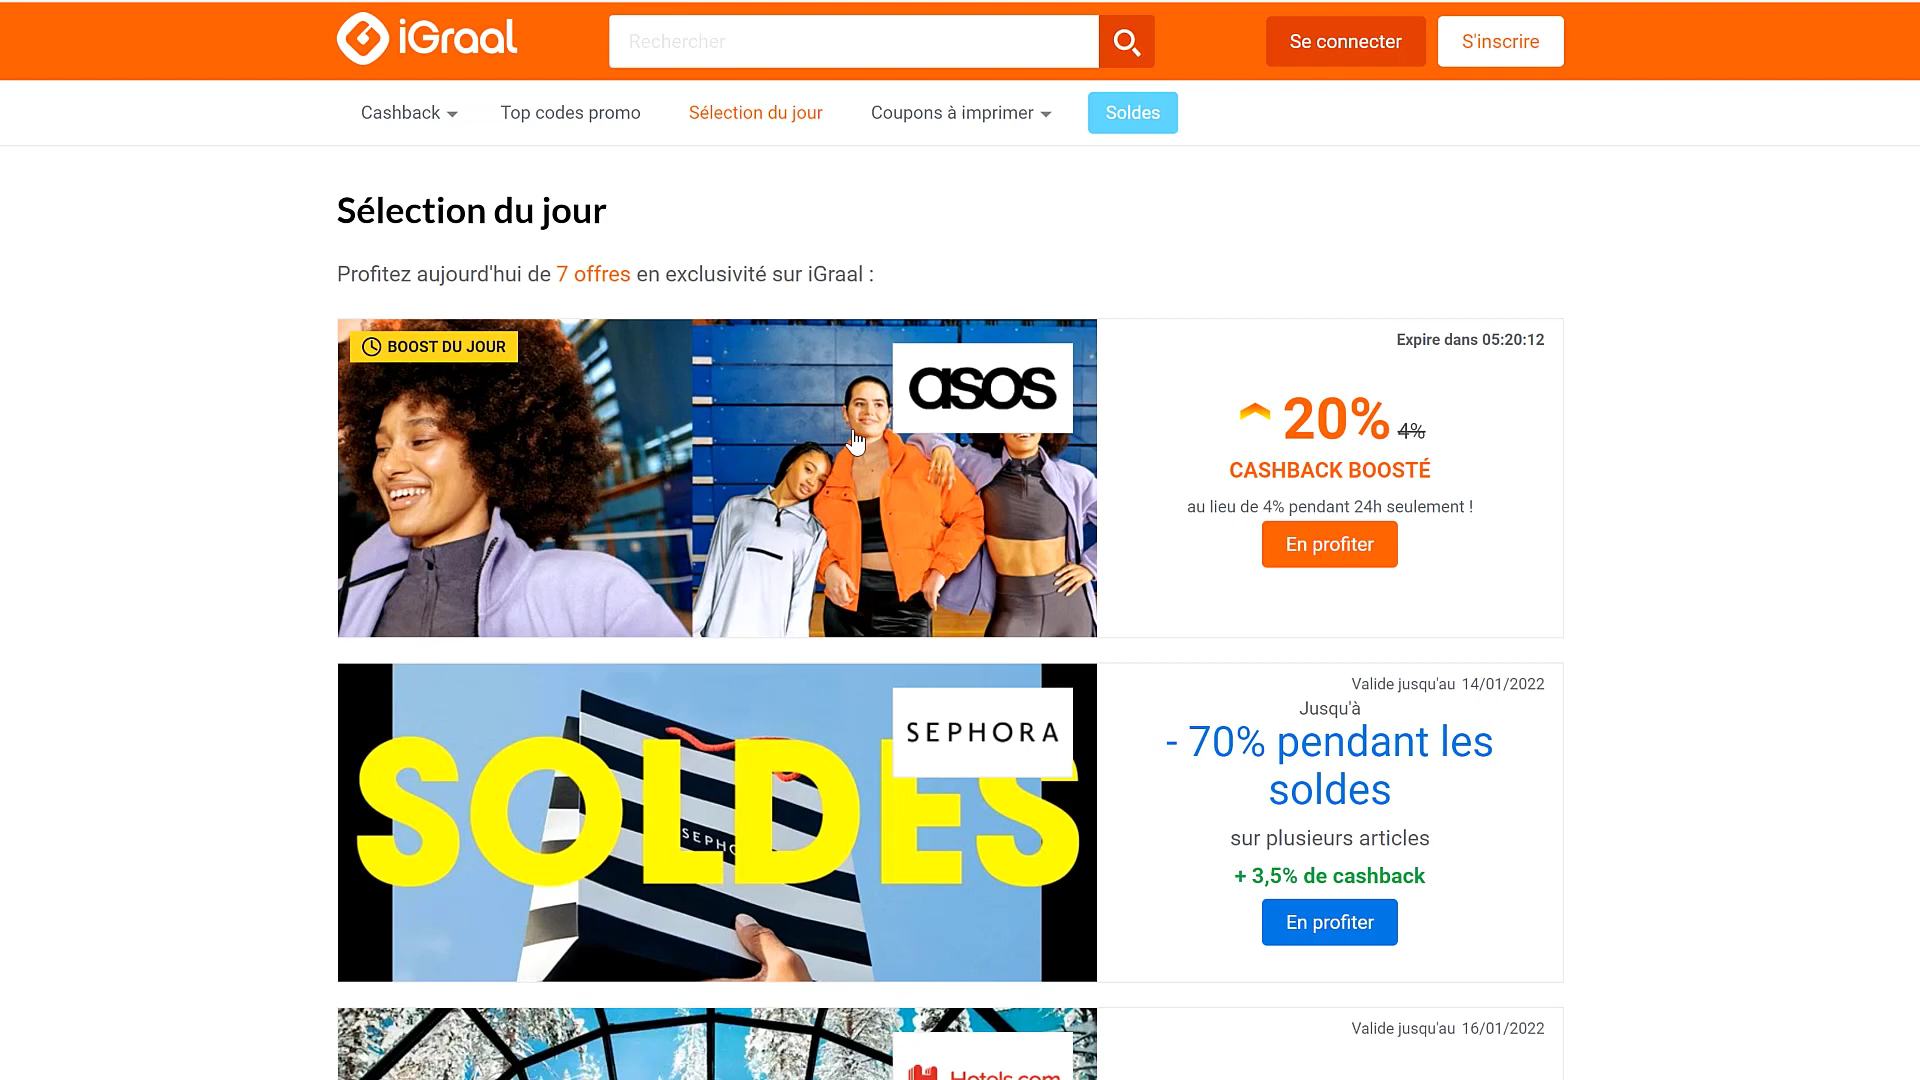 iGraal
Rechercher
Se connecter
S'inscrire
Cashback
Top codes promo
Sélection du jour
Coupons à imprimer
Soldes
Sélection du jour
Profitez aujourd'hui de 7 offres en exclusivité sur iGraal :
BOOST DU JOUR
asos
Expire dans 05:20:12
20% 4%
CASHBACK BOOSTÉ
au lieu de 4% pendant 24h seulement !
En profiter
SOLDES
SEPHORA
Valide jusqu'au 14/01/2022
Jusqu'à
- 70% pendant les
soldes
sur plusieurs articles
+ 3,5% de cashback
En profiter
Hotels.com
Valide jusqu'au 16/01/2022